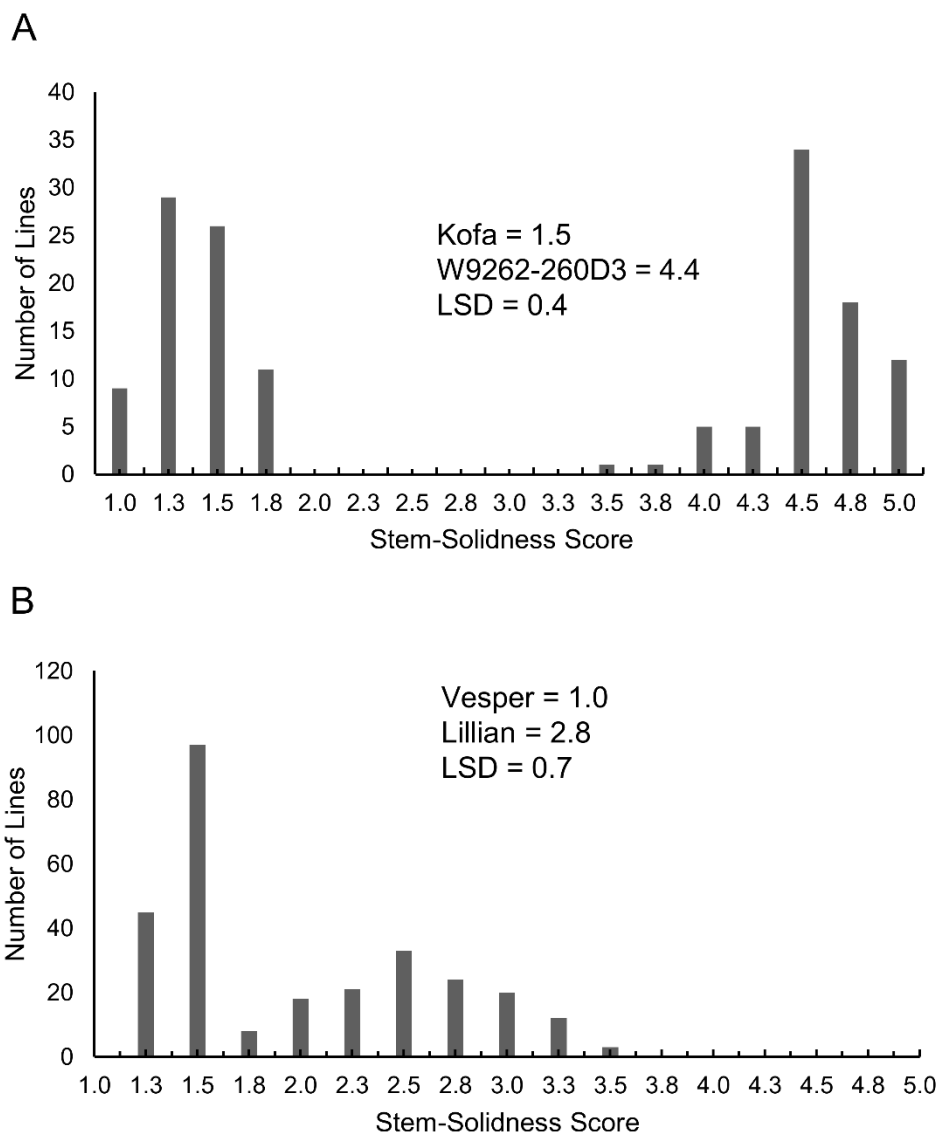 A
40
35
30
25
20
15
10
5
0
Number of Lines
Kofa = 1.5
W9262-260D3 = 4.4
LSD = 0.4
1.0 1.3 1.5 1.8 2.0 2.3 2.5 2.8 3.0 3.3 3.5 3.8 4.0 4.3 4.5 4.8 5.0
Stem-Solidness Score
B
120
100
80
60
40
20
0
Number of Lines
Vesper = 1.0
Lillian = 2.8
LSD = 0.7
1.0 1.3 1.5 1.8 2.0 2.3 2.5 2.8 3.0 3.3 3.5 3.8 4.0 4.3 4.5 4.8 5.0
Stem-Solidness Score